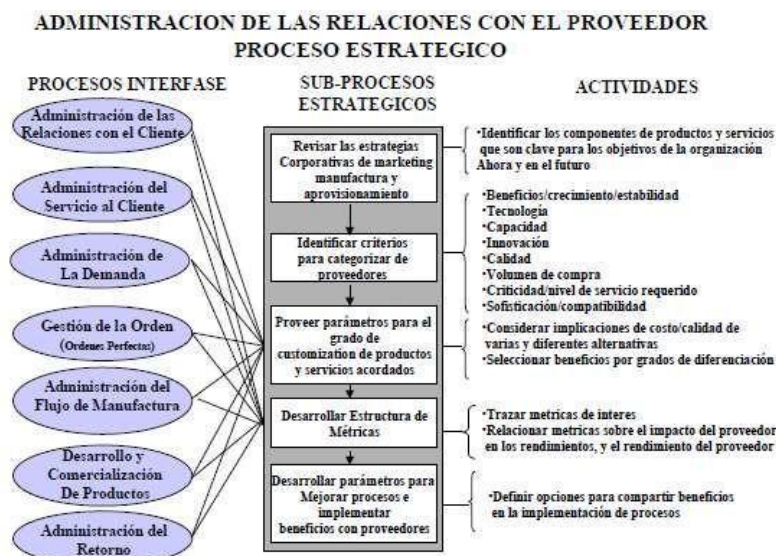 ADMINISTRACION DE LAS RELACIONES CON EL PROVEEDOR
PROCESO ESTRATEGICO
PROCESOS INTERFASE
Administración de las
Relaciones con el Cliente
Administración del
Servicio al Cliente
Administración de
La Demanda
Gestión de la Orden
(Ordenes Perfectas)
Administración del
Flujo de Manufactura
Desarrollo y
Comercialización
De Productos
Administración del
Retorno
SUB-PROCESOS
ESTRATEGICOS
Revisar las estrategias
Corporativas de marketing
manufactura y
aprovisionamiento
Identificar criterios
para categorizar de
proveedores
Proveer parámetros para el
grado de
customization de productos
y servicios acordados
Desarrollar Estructura de
Métricas
Desarrollar parámetros para
Mejorar procesos e
implementar
beneficios con proveedores
ACTIVIDADES
•Identificar los componentes de productos y servicios
que son clave para los objetivos de la organización
Ahora y en el futuro
•Beneficios/crecimiento/estabilidad
•Tecnología
•Capacidad
•Innovación
•Calidad
•Volumen de compra
•Criticidad/nivel de servicio requerido
•Sofisticación/compatibilidad
•Considerar implicaciones de costo/calidad de
varias y diferentes alternativas
•Seleccionar beneficios por grados de diferenciación
•Trazar metricas de interes
•Relacionar metricas sobre el impacto del proveedor
en los rendimientos, y el rendimiento del proveedor
•Definir opciones para compartir beneficios
en la implementación de procesos